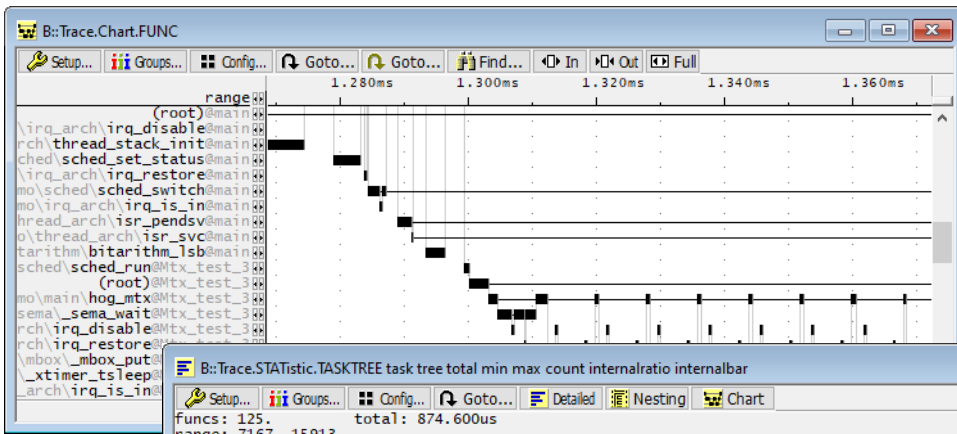 B::Trace.Chart.FUNC
Setup... Groups... Config... Goto... Goto... Find... In Out Full
1.280ms 1.300ms 1.320ms 1.340ms 1.360ms
range
(root)@main
\irq_arch\irq_disable@main
rch\thread_stack_init@main
ched\sched_set_status@main
\irq_arch\irq_restore@main
mo\sched\sched_switch@main
mo\irq_arch\irq_is_in@main
hread_arch\isr_pendsv@main
o\thread_arch\isr_svc@main
tarithm\bitarithm_lsb@main
sched\sched_run@Mtx_test_3
(root)@Mtx_test_3
mo\main\hog_mtx@Mtx_test_3
sema\_sema_wait@Mtx_test_3
rch\irq_disable@Mtx_test_3
rch\irq_restore@Mtx_test_3
\mbox\_mbox_put@
\_xtimer_tsleep@
_arch\irq_is_in@
B::Trace.STATistic.TASKTREE task tree total min max count internalratio internalbar
Setup... Groups... Config... Goto... Detailed Nesting Chart
funcs: 125. total: 874.600us
range: 7167. 15913.